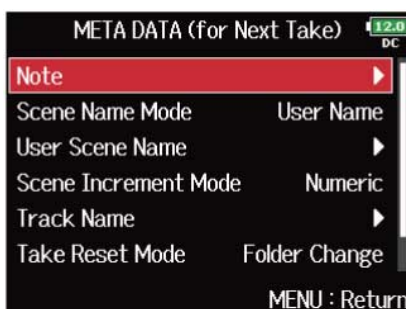 META DATA (for Next Take) 12.0
DC
Note
Scene Name Mode User Name
User Scene Name
Scene Increment Mode Numeric
Track Name
Take Reset Mode Folder Change
MENU : Return